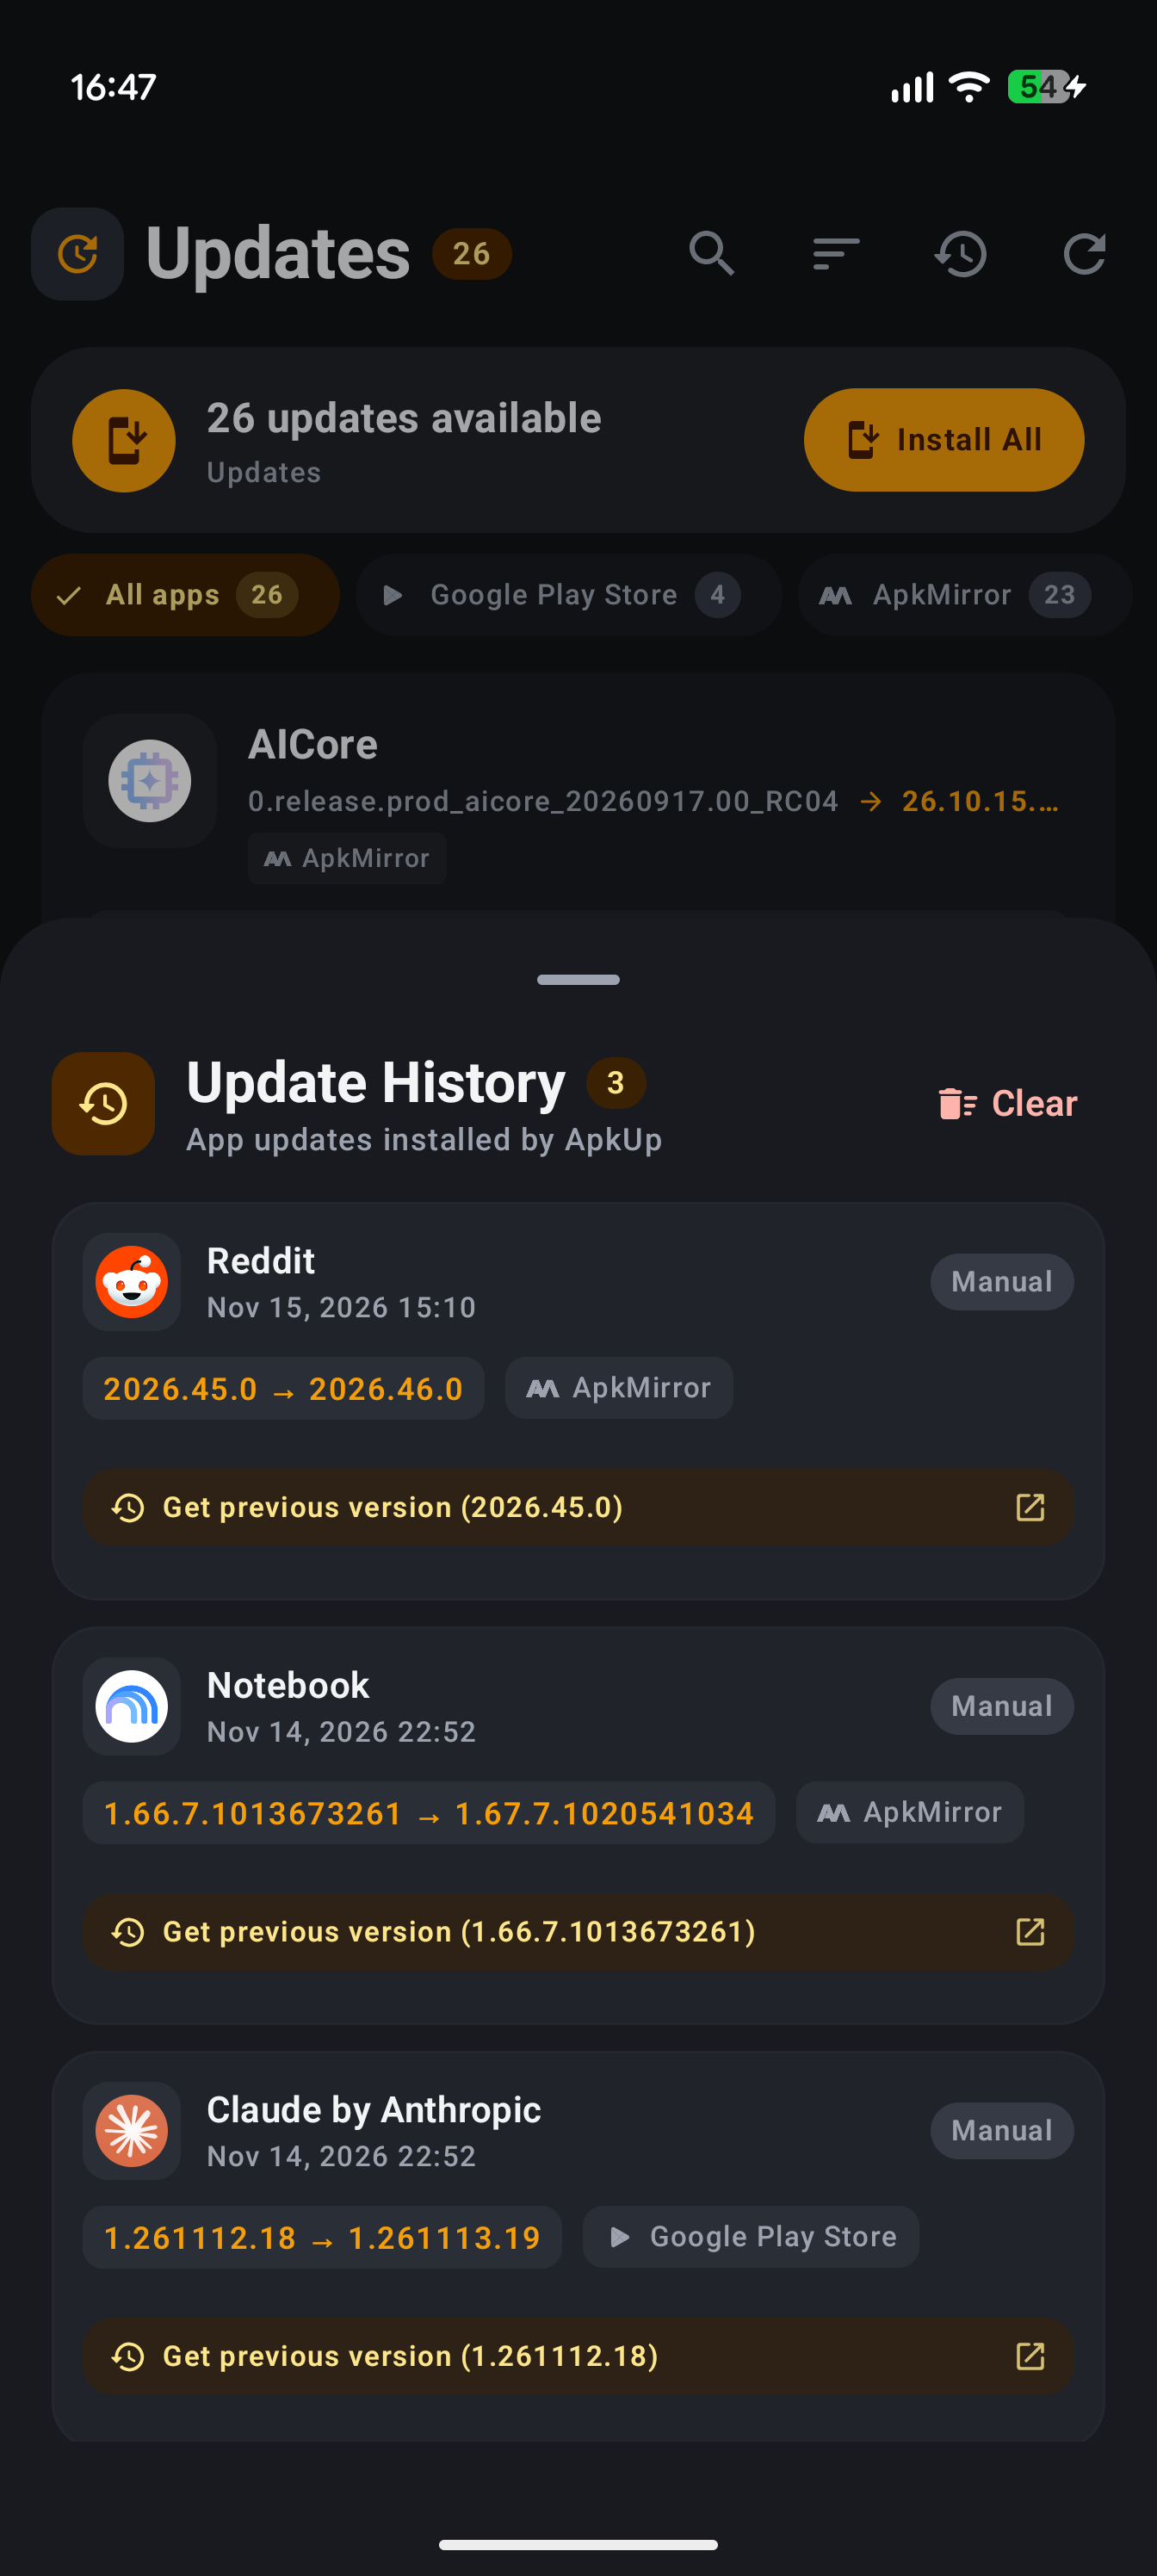 16:47
54
Updates 26
26 updates available
Updates
Install All
All apps 26
Google Play Store 4
ApkMirror 23
AICore
0.release.prod_aicore_20260917.00_RC04 → 26.10.15.…
ApkMirror
Update History 3
App updates installed by ApkUp
Clear
Reddit
Nov 15, 2026 15:10
Manual
2026.45.0 → 2026.46.0
ApkMirror
Get previous version (2026.45.0)
Notebook
Nov 14, 2026 22:52
Manual
1.66.7.1013673261 → 1.67.7.1020541034
ApkMirror
Get previous version (1.66.7.1013673261)
Claude by Anthropic
Nov 14, 2026 22:52
Manual
1.261112.18 → 1.261113.19
Google Play Store
Get previous version (1.261112.18)